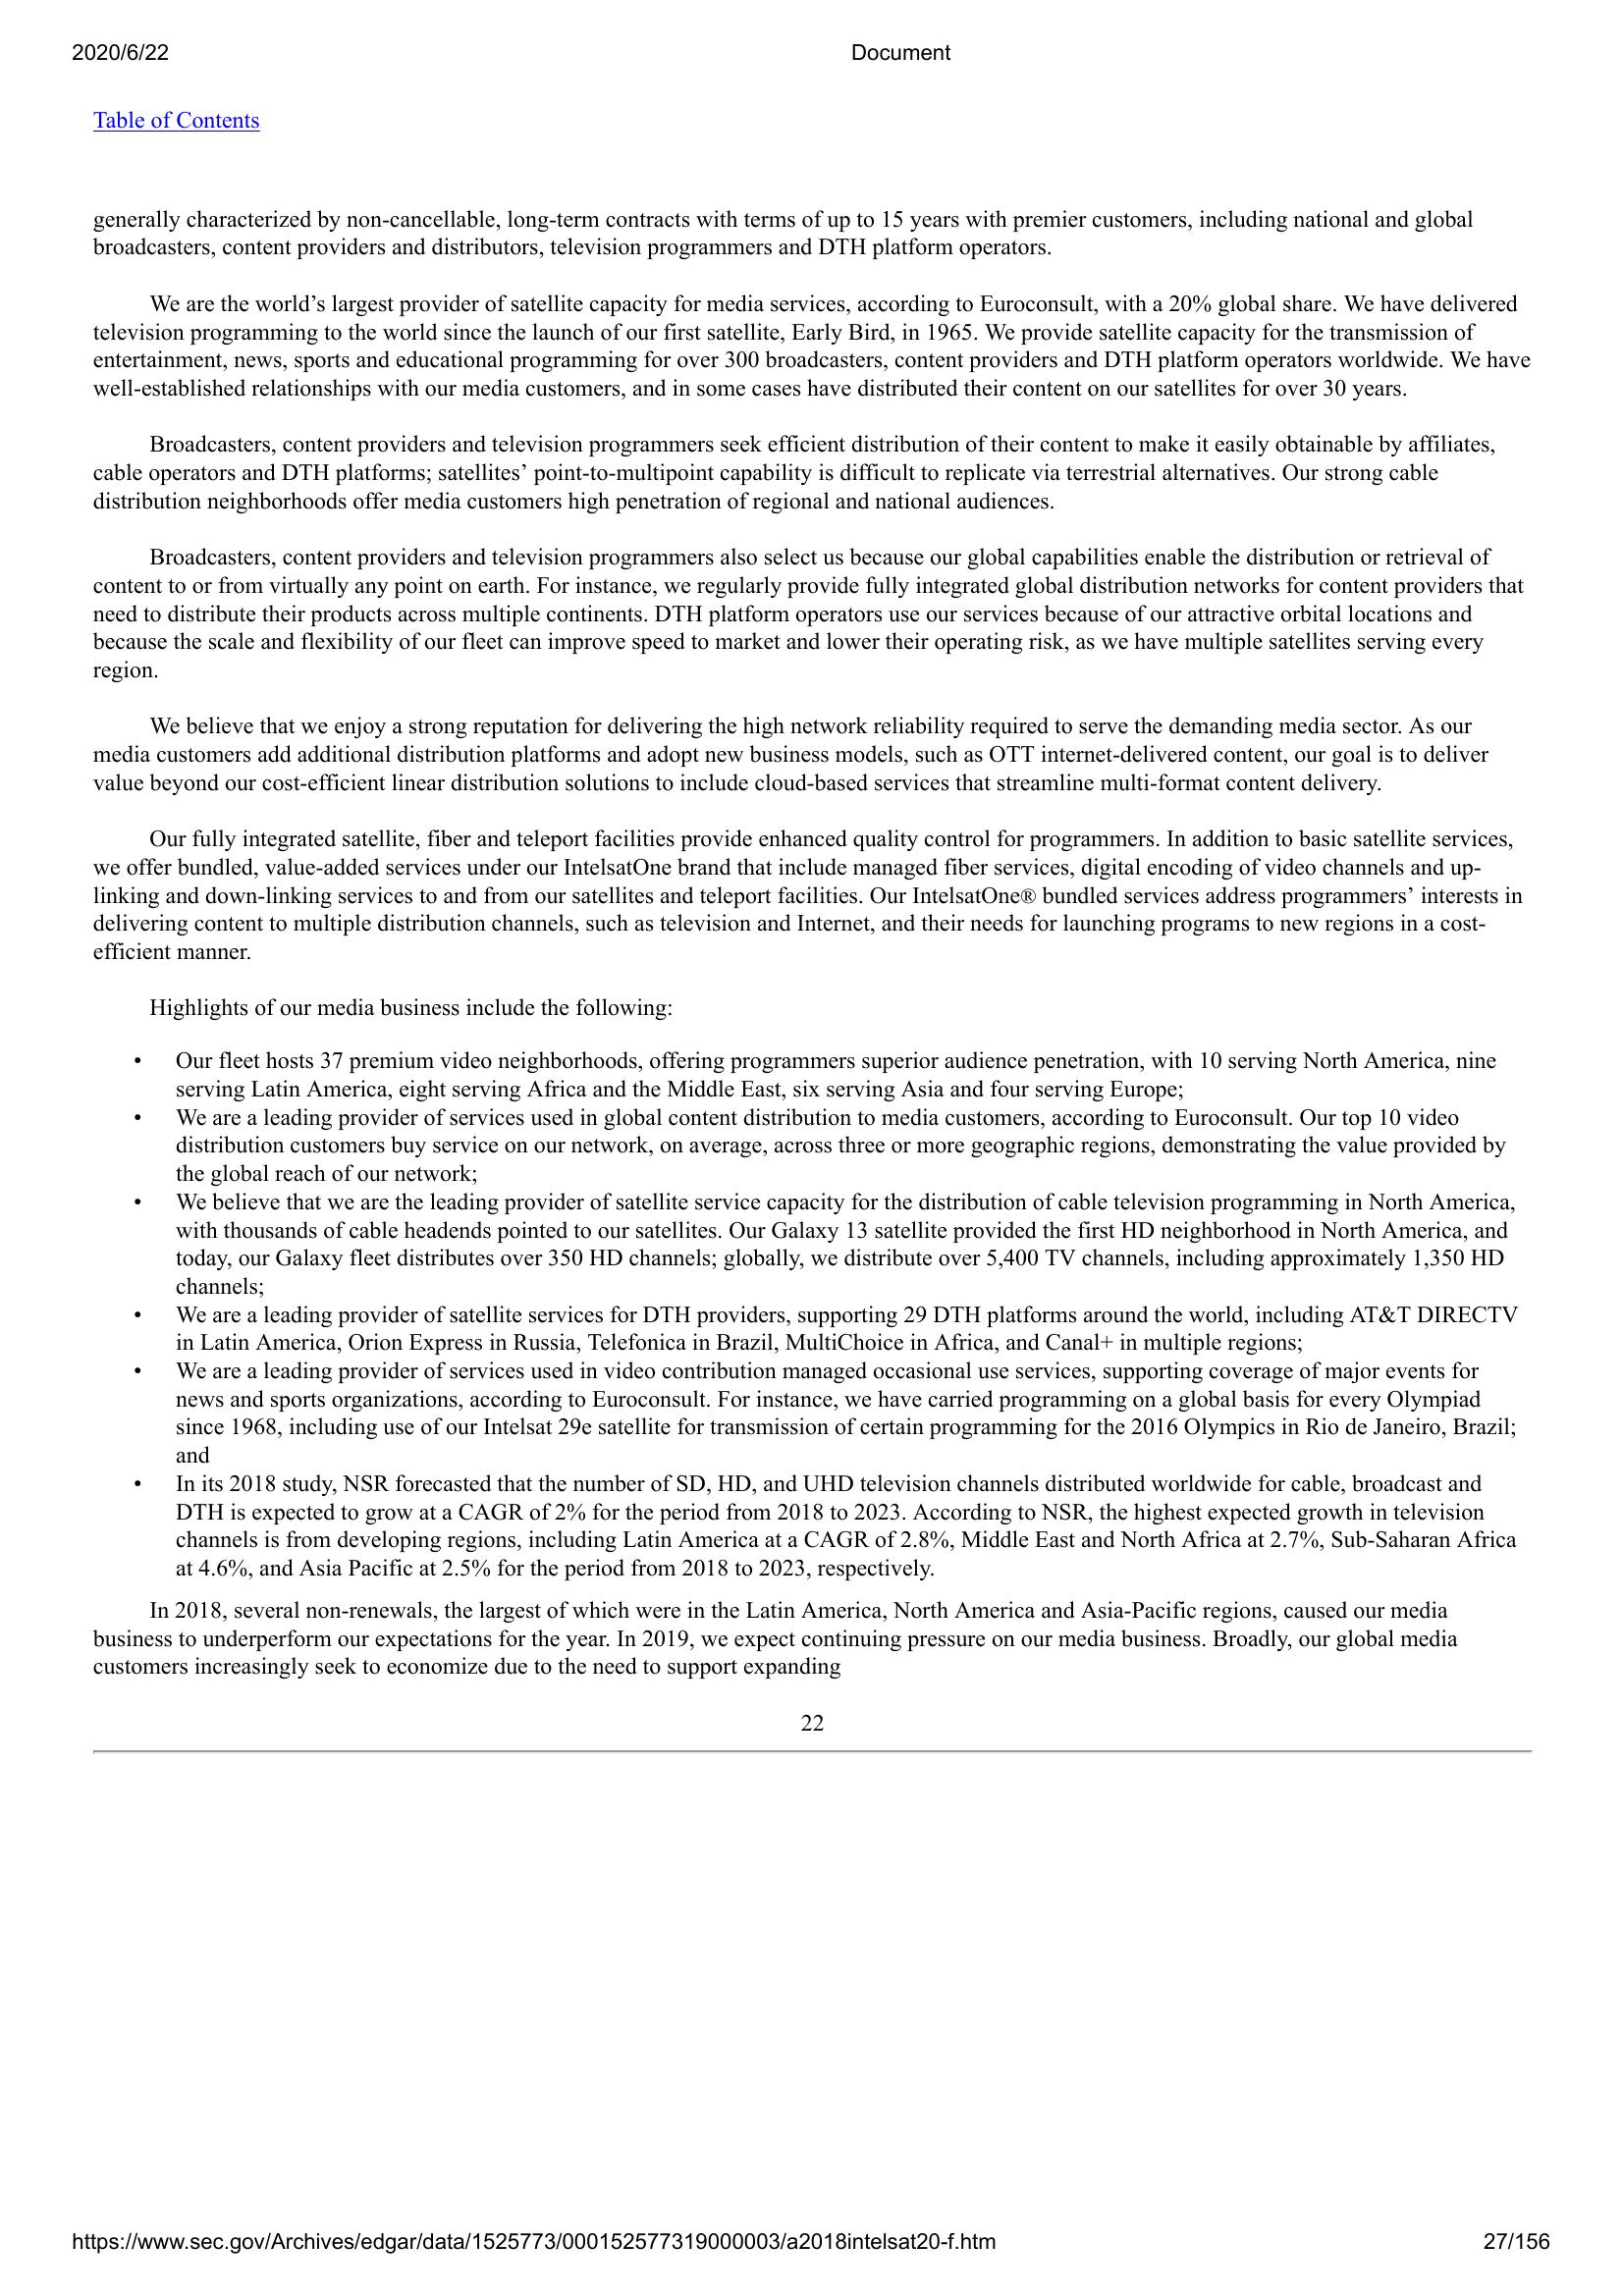 2020/6/22 Document
Table of Contents
generally characterized by non-cancellable, long-term contracts with terms of up to 15 years with premier customers, including national and global
broadcasters, content providers and distributors, television programmers and DTH platform operators.
We are the world’s largest provider of satellite capacity for media services, according to Euroconsult, with a 20% global share. We have delivered
television programming to the world since the launch of our first satellite, Early Bird, in 1965. We provide satellite capacity for the transmission of
entertainment, news, sports and educational programming for over 300 broadcasters, content providers and DTH platform operators worldwide. We have
well-established relationships with our media customers, and in some cases have distributed their content on our satellites for over 30 years.
Broadcasters, content providers and television programmers seek efficient distribution of their content to make it easily obtainable by affiliates,
cable operators and DTH platforms; satellites’ point-to-multipoint capability is difficult to replicate via terrestrial alternatives. Our strong cable
distribution neighborhoods offer media customers high penetration of regional and national audiences.
Broadcasters, content providers and television programmers also select us because our global capabilities enable the distribution or retrieval of
content to or from virtually any point on earth. For instance, we regularly provide fully integrated global distribution networks for content providers that
need to distribute their products across multiple continents. DTH platform operators use our services because of our attractive orbital locations and
because the scale and flexibility of our fleet can improve speed to market and lower their operating risk, as we have multiple satellites serving every
region.
We believe that we enjoy a strong reputation for delivering the high network reliability required to serve the demanding media sector. As our
media customers add additional distribution platforms and adopt new business models, such as OTT internet-delivered content, our goal is to deliver
value beyond our cost-efficient linear distribution solutions to include cloud-based services that streamline multi-format content delivery.
Our fully integrated satellite, fiber and teleport facilities provide enhanced quality control for programmers. In addition to basic satellite services,
we offer bundled, value-added services under our IntelsatOne brand that include managed fiber services, digital encoding of video channels and up-
linking and down-linking services to and from our satellites and teleport facilities. Our IntelsatOne® bundled services address programmers’ interests in
delivering content to multiple distribution channels, such as television and Internet, and their needs for launching programs to new regions in a cost-
efficient manner.
Highlights of our media business include the following:
• Our fleet hosts 37 premium video neighborhoods, offering programmers superior audience penetration, with 10 serving North America, nine
serving Latin America, eight serving Africa and the Middle East, six serving Asia and four serving Europe;
• We are a leading provider of services used in global content distribution to media customers, according to Euroconsult. Our top 10 video
distribution customers buy service on our network, on average, across three or more geographic regions, demonstrating the value provided by
the global reach of our network;
• We believe that we are the leading provider of satellite service capacity for the distribution of cable television programming in North America,
with thousands of cable headends pointed to our satellites. Our Galaxy 13 satellite provided the first HD neighborhood in North America, and
today, our Galaxy fleet distributes over 350 HD channels; globally, we distribute over 5,400 TV channels, including approximately 1,350 HD
channels;
• We are a leading provider of satellite services for DTH providers, supporting 29 DTH platforms around the world, including AT&T DIRECTV
in Latin America, Orion Express in Russia, Telefonica in Brazil, MultiChoice in Africa, and Canal+ in multiple regions;
• We are a leading provider of services used in video contribution managed occasional use services, supporting coverage of major events for
news and sports organizations, according to Euroconsult. For instance, we have carried programming on a global basis for every Olympiad
since 1968, including use of our Intelsat 29e satellite for transmission of certain programming for the 2016 Olympics in Rio de Janeiro, Brazil;
and
• In its 2018 study, NSR forecasted that the number of SD, HD, and UHD television channels distributed worldwide for cable, broadcast and
DTH is expected to grow at a CAGR of 2% for the period from 2018 to 2023. According to NSR, the highest expected growth in television
channels is from developing regions, including Latin America at a CAGR of 2.8%, Middle East and North Africa at 2.7%, Sub-Saharan Africa
at 4.6%, and Asia Pacific at 2.5% for the period from 2018 to 2023, respectively.
In 2018, several non-renewals, the largest of which were in the Latin America, North America and Asia-Pacific regions, caused our media
business to underperform our expectations for the year. In 2019, we expect continuing pressure on our media business. Broadly, our global media
customers increasingly seek to economize due to the need to support expanding
22
https://www.sec.gov/Archives/edgar/data/1525773/000152577319000003/a2018intelsat20-f.htm 27/156